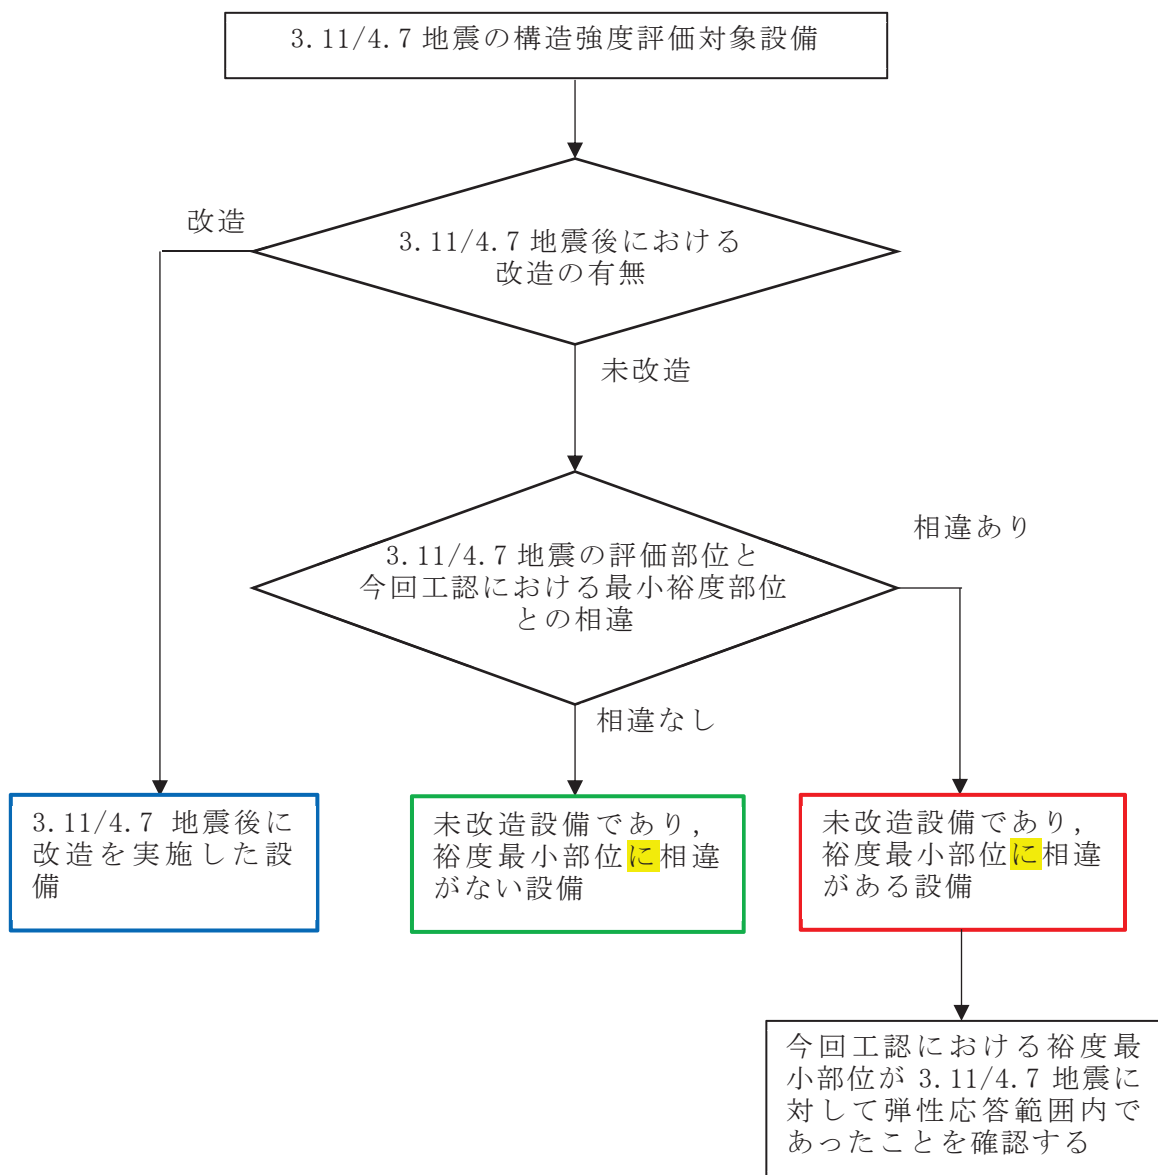 3.11/4.7 地震の構造強度評価対象設備
改造
3.11/4.7 地震後における
改造の有無
未改造
相違あり
3.11/4.7 地震の評価部位と
今回工認における最小裕度部位
との相違
相違なし
3.11/4.7 地震後に
改造を実施した設
備
未改造設備であり,
裕度最小部位に相違
がない設備
未改造設備であり,
裕度最小部位に相違
がある設備
今回工認における裕度最
小部位が 3.11/4.7 地震に
対して弾性応答範囲内で
あったことを確認する